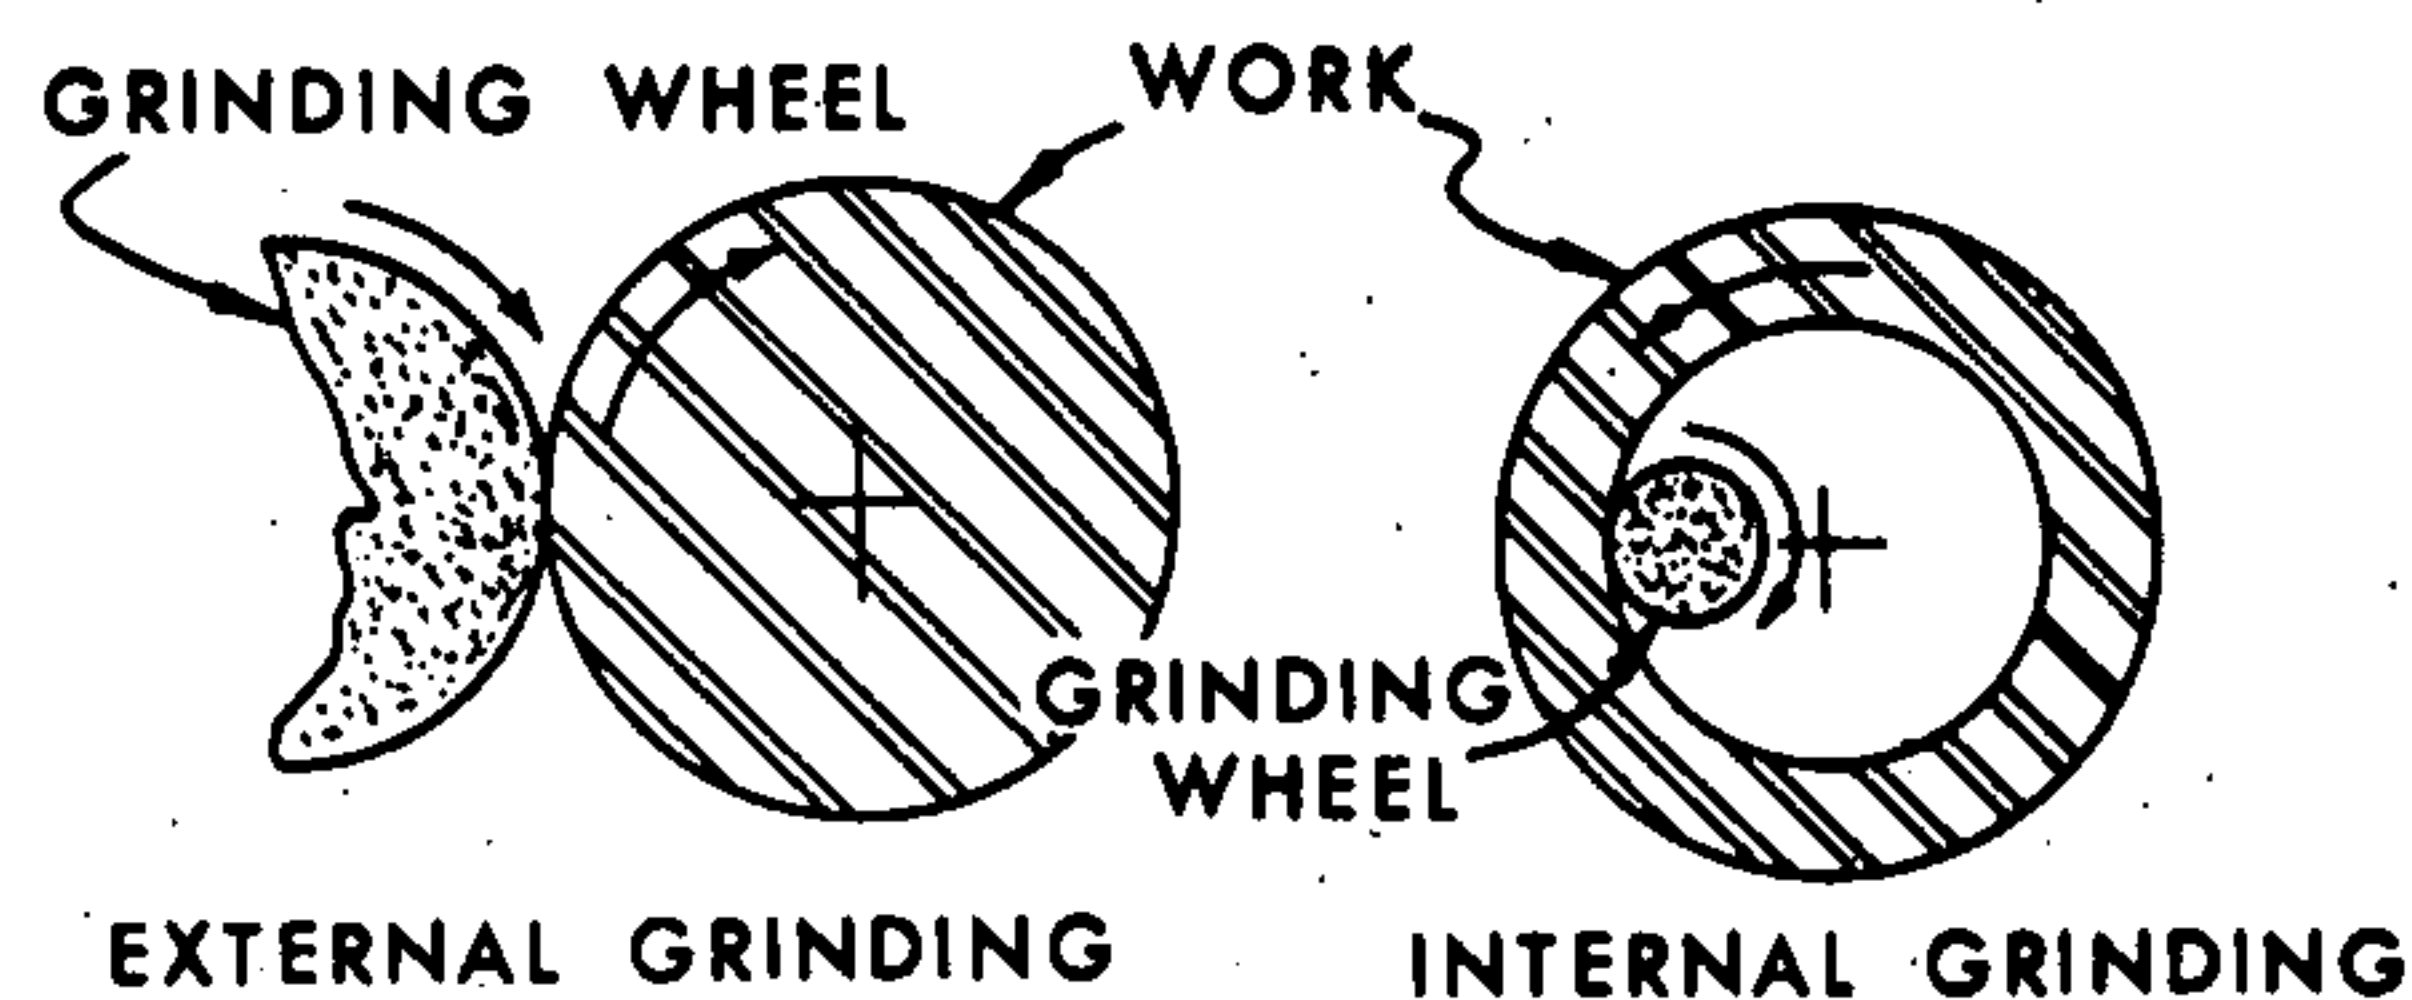 GRINDING WHEEL
WORK
GRINDING
WHEEL
EXTERNAL GRINDING
INTERNAL GRINDING